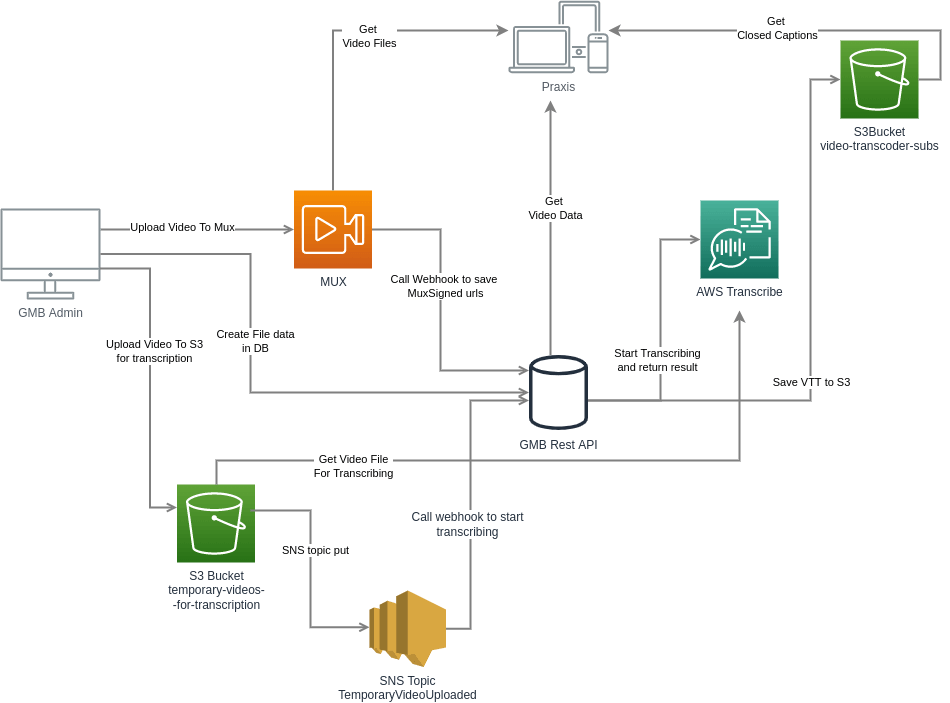 Get
Video Files
Get
Closed Captions
Praxis
S3Bucket
video-transcoder-subs
Get
Video Data
Upload Video To Mux
MUX
Call Webhook to save
MuxSigned urls
AWS Transcribe
GMB Admin
Upload Video To S3
for transcription
Create File data
in DB
Start Transcribing
and return result
Save VTT to S3
GMB Rest API
Get Video File
For Transcribing
Call webhook to start
transcribing
SNS topic put
S3 Bucket
temporary-videos-
-for-transcription
SNS Topic
TemporaryVideoUploaded